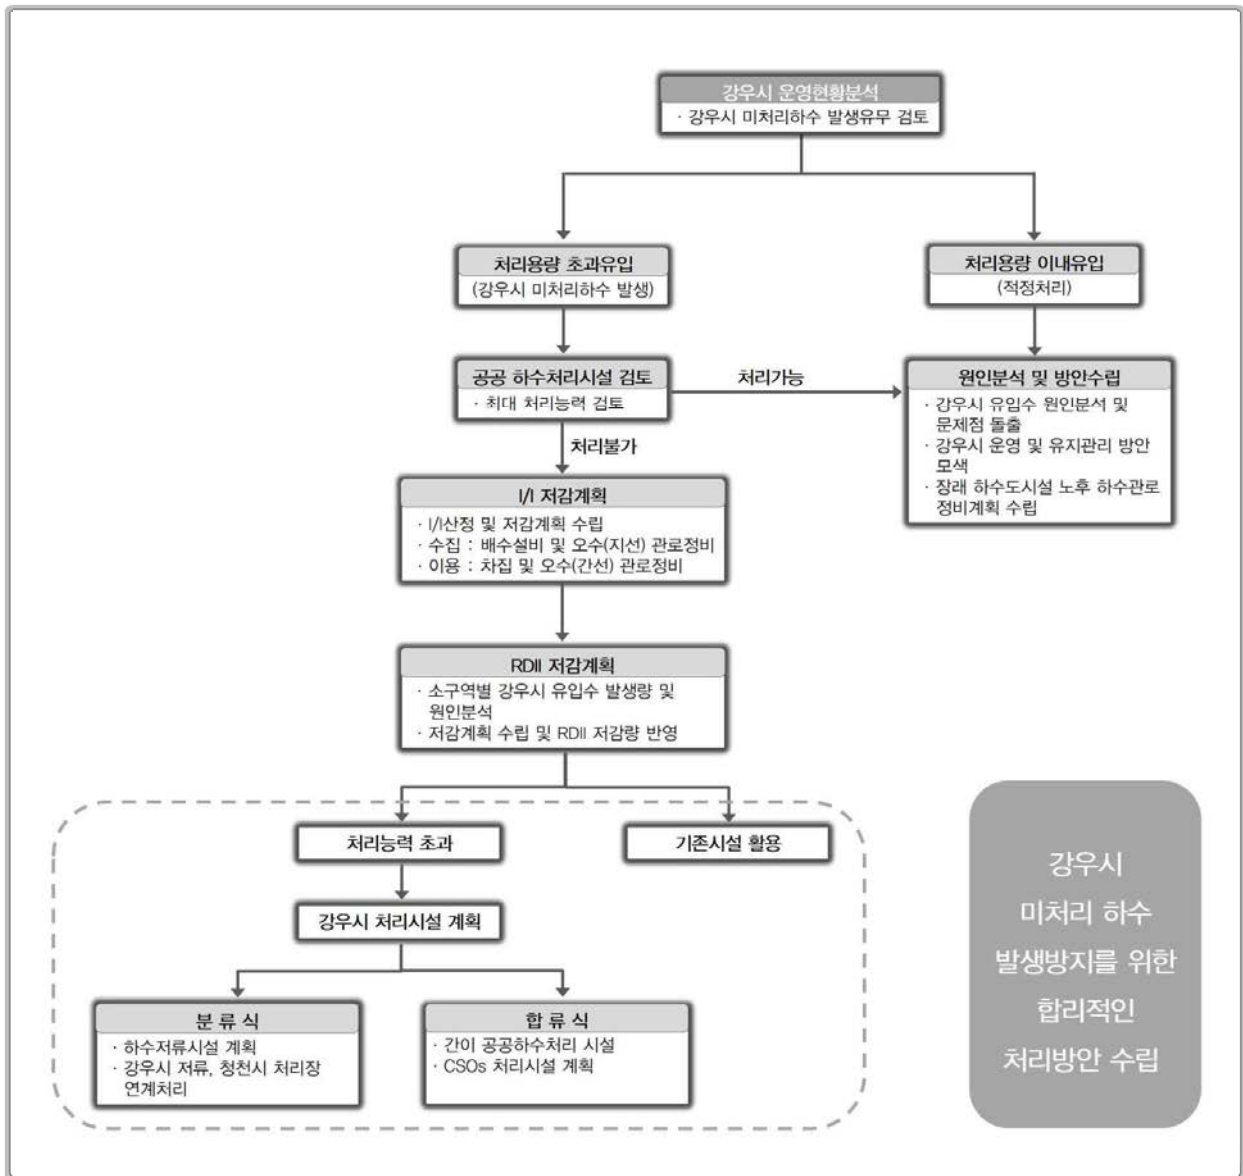 강우시 운영현황분석
· 강우시 미처리하수 발생유무 검토
처리용량 초과유입
(강우시 미처리하수 발생)
처리용량 이내유입
(적정처리)
공공 하수처리시설 검토
· 최대 처리능력 검토
처리가능
원인분석 및 방안수립
· 강우시 유입수 원인분석 및
문제점 돌출
· 강우시 운영 및 유지관리 방안
모색
· 장래 하수도시설 노후 하수관로
정비계획 수립
처리불가
I/I 저감계획
· I/I산정 및 저감계획 수립
· 수집 : 배수설비 및 오수(지선) 관로정비
· 이용 : 차집 및 오수(간선) 관로정비
RDII 저감계획
· 소구역별 강우시 유입수 발생량 및
원인분석
· 저감계획 수립 및 RDII 저감량 반영
처리능력 초과
기존시설 활용
강우시 처리시설 계획
분 류 식
· 하수저류시설 계획
· 강우시 저류, 청천시 처리장
연계처리
합 류 식
· 간이 공공하수처리 시설
· CSOs 처리시설 계획
강우시
미처리 하수
발생방지를 위한
합리적인
처리방안 수립